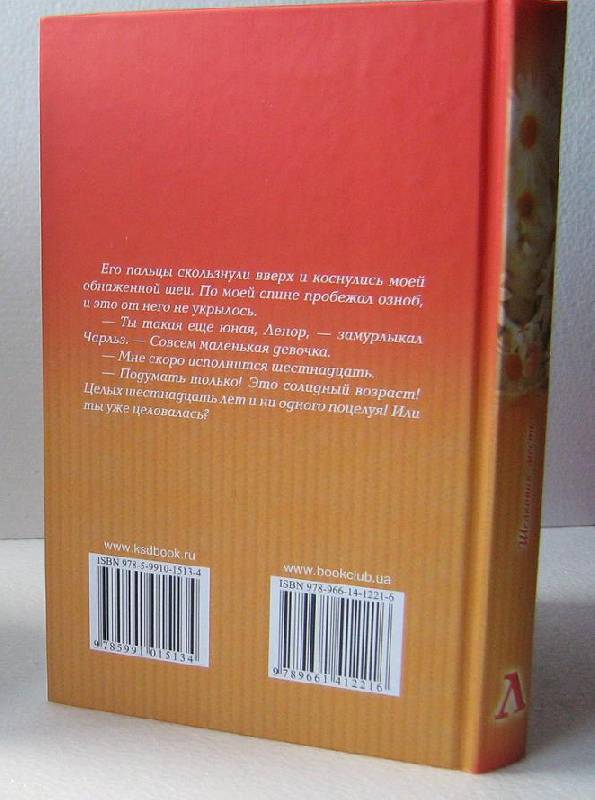 Его пальцы скользнули вверх и коснулись моей
обнаженной шеи. По моей спине пробежал озноб,
и это от него не укрылось.
— Ты такая еще юная, Ленор, — замурлыкал
Чарльз. — Совсем маленькая девочка.
— Мне скоро исполнится шестнадцать.
— Подумать только! Это солидный возраст!
Целых шестнадцать лет и ни одного поцелуя! Или
ты уже целовалась?
www.ksdbook.ru
ISBN 978-5-9910-1513-4
9 785991 015134
www.bookclub.ua
ISBN 978-966-14-1221-6
9 789661 412216
Шелковая месть
Л